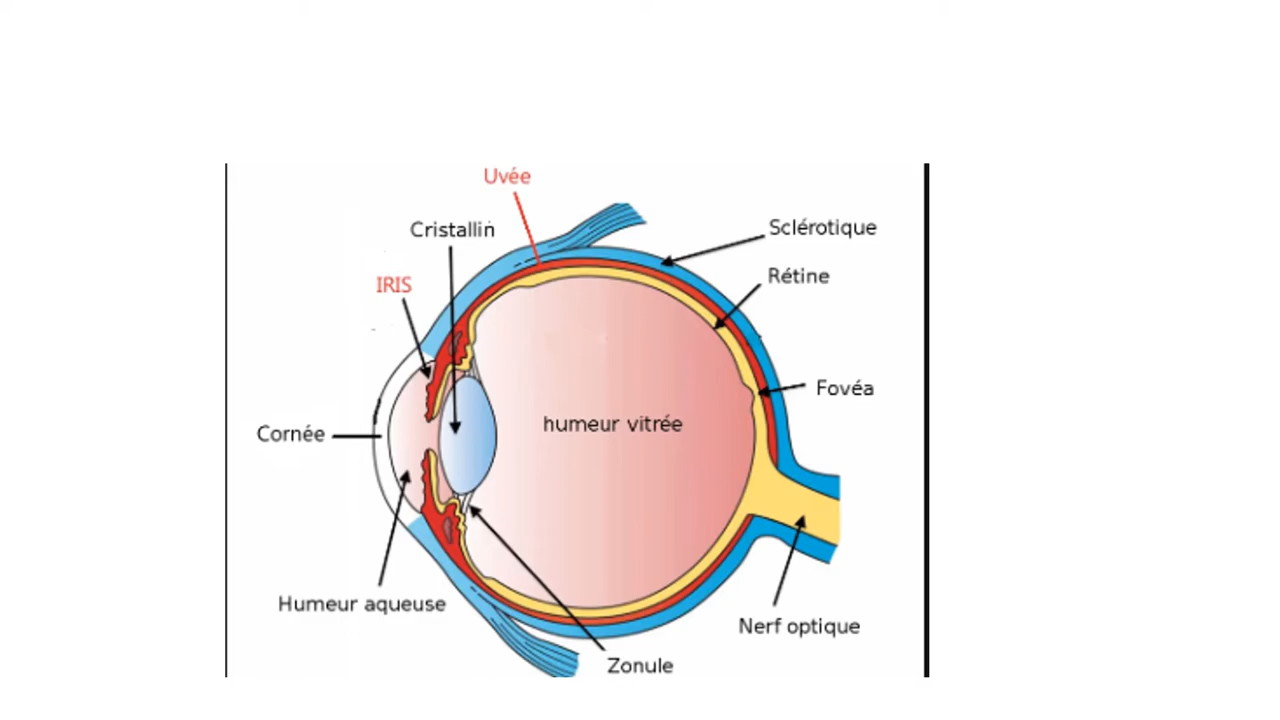 Uvée
Cristallin
Sclérotique
IRIS
Rétine
Fovéa
humeur vitrée
Cornée
Humeur aqueuse
Nerf optique
Zonule